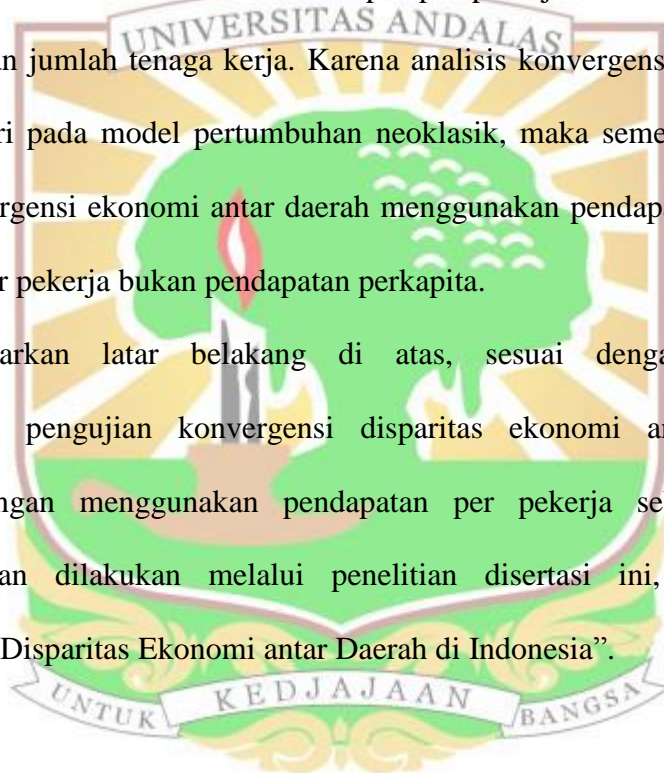 UNIVERSITAS ANDALAS
jumlah tenaga kerja. Karena analisis konvergens
pada model pertumbuhan neoklasik, maka seme
ergensi ekonomi antar daerah menggunakan pendap
r pekerja bukan pendapatan perkapita.
arkan latar belakang di atas, sesuai denga
pengujian konvergensi disparitas ekonomi a
ngan menggunakan pendapatan per pekerja se
an dilakukan melalui penelitian disertasi ini,
Disparitas Ekonomi antar Daerah di Indonesia”.
UNTUK KEDJAJAAN BANGSA